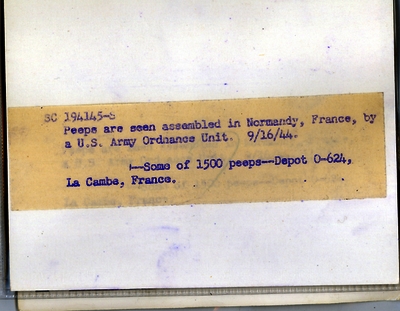 SC 194145-S
Peeps are seen assembled in Normandy, France, by
a U.S. Army Ordnance Unit. 9/16/44.
—Some of 1500 peeps--Depot O-624,
La Cambe, France.